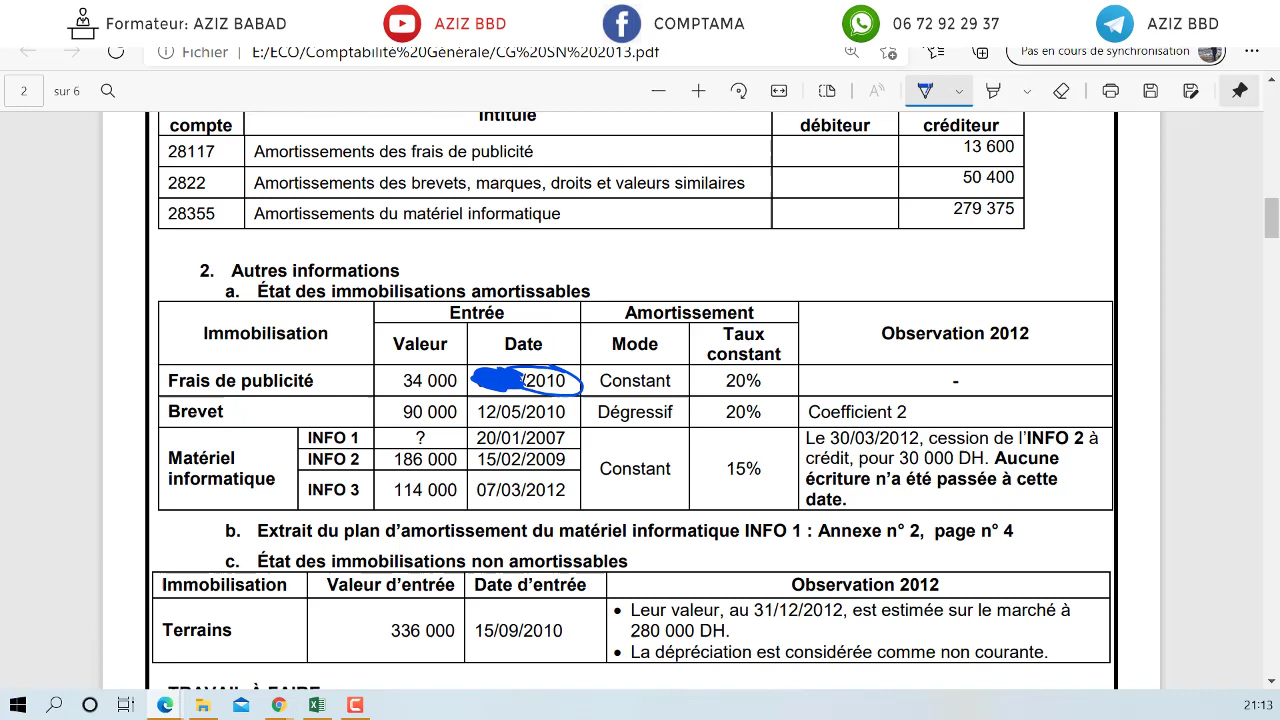 Formateur: AZIZ BABAD AZIZ BBD COMPTAMA 06 72 92 29 37 AZIZ BBD
Fichier E:/ECO/Comptabilité%20Générale/CG%20SN%202013.pdf Pas en cours de synchronisation
2 sur 6
compte Intitulé débiteur créditeur
28117 Amortissements des frais de publicité 13 600
2822 Amortissements des brevets, marques, droits et valeurs similaires 50 400
28355 Amortissements du matériel informatique 279 375
2. Autres informations
a. État des immobilisations amortissables
Immobilisation Entrée Amortissement Observation 2012
Valeur Date Mode Taux constant
Frais de publicité 34 000 /2010 Constant 20% -
Brevet 90 000 12/05/2010 Dégressif 20% Coefficient 2
Matériel informatique Constant 15%
INFO 1 ? 20/01/2007
INFO 2 186 000 15/02/2009
INFO 3 114 000 07/03/2012
Le 30/03/2012, cession de l'INFO 2 à
crédit, pour 30 000 DH. Aucune
écriture n'a été passée à cette
date.
b. Extrait du plan d'amortissement du matériel informatique INFO 1 : Annexe n° 2, page n° 4
c. État des immobilisations non amortissables
Immobilisation Valeur d'entrée Date d'entrée Observation 2012
Terrains 336 000 15/09/2010
• Leur valeur, au 31/12/2012, est estimée sur le marché à
280 000 DH.
• La dépréciation est considérée comme non courante.
TRAVAIL À FAIRE
21:13